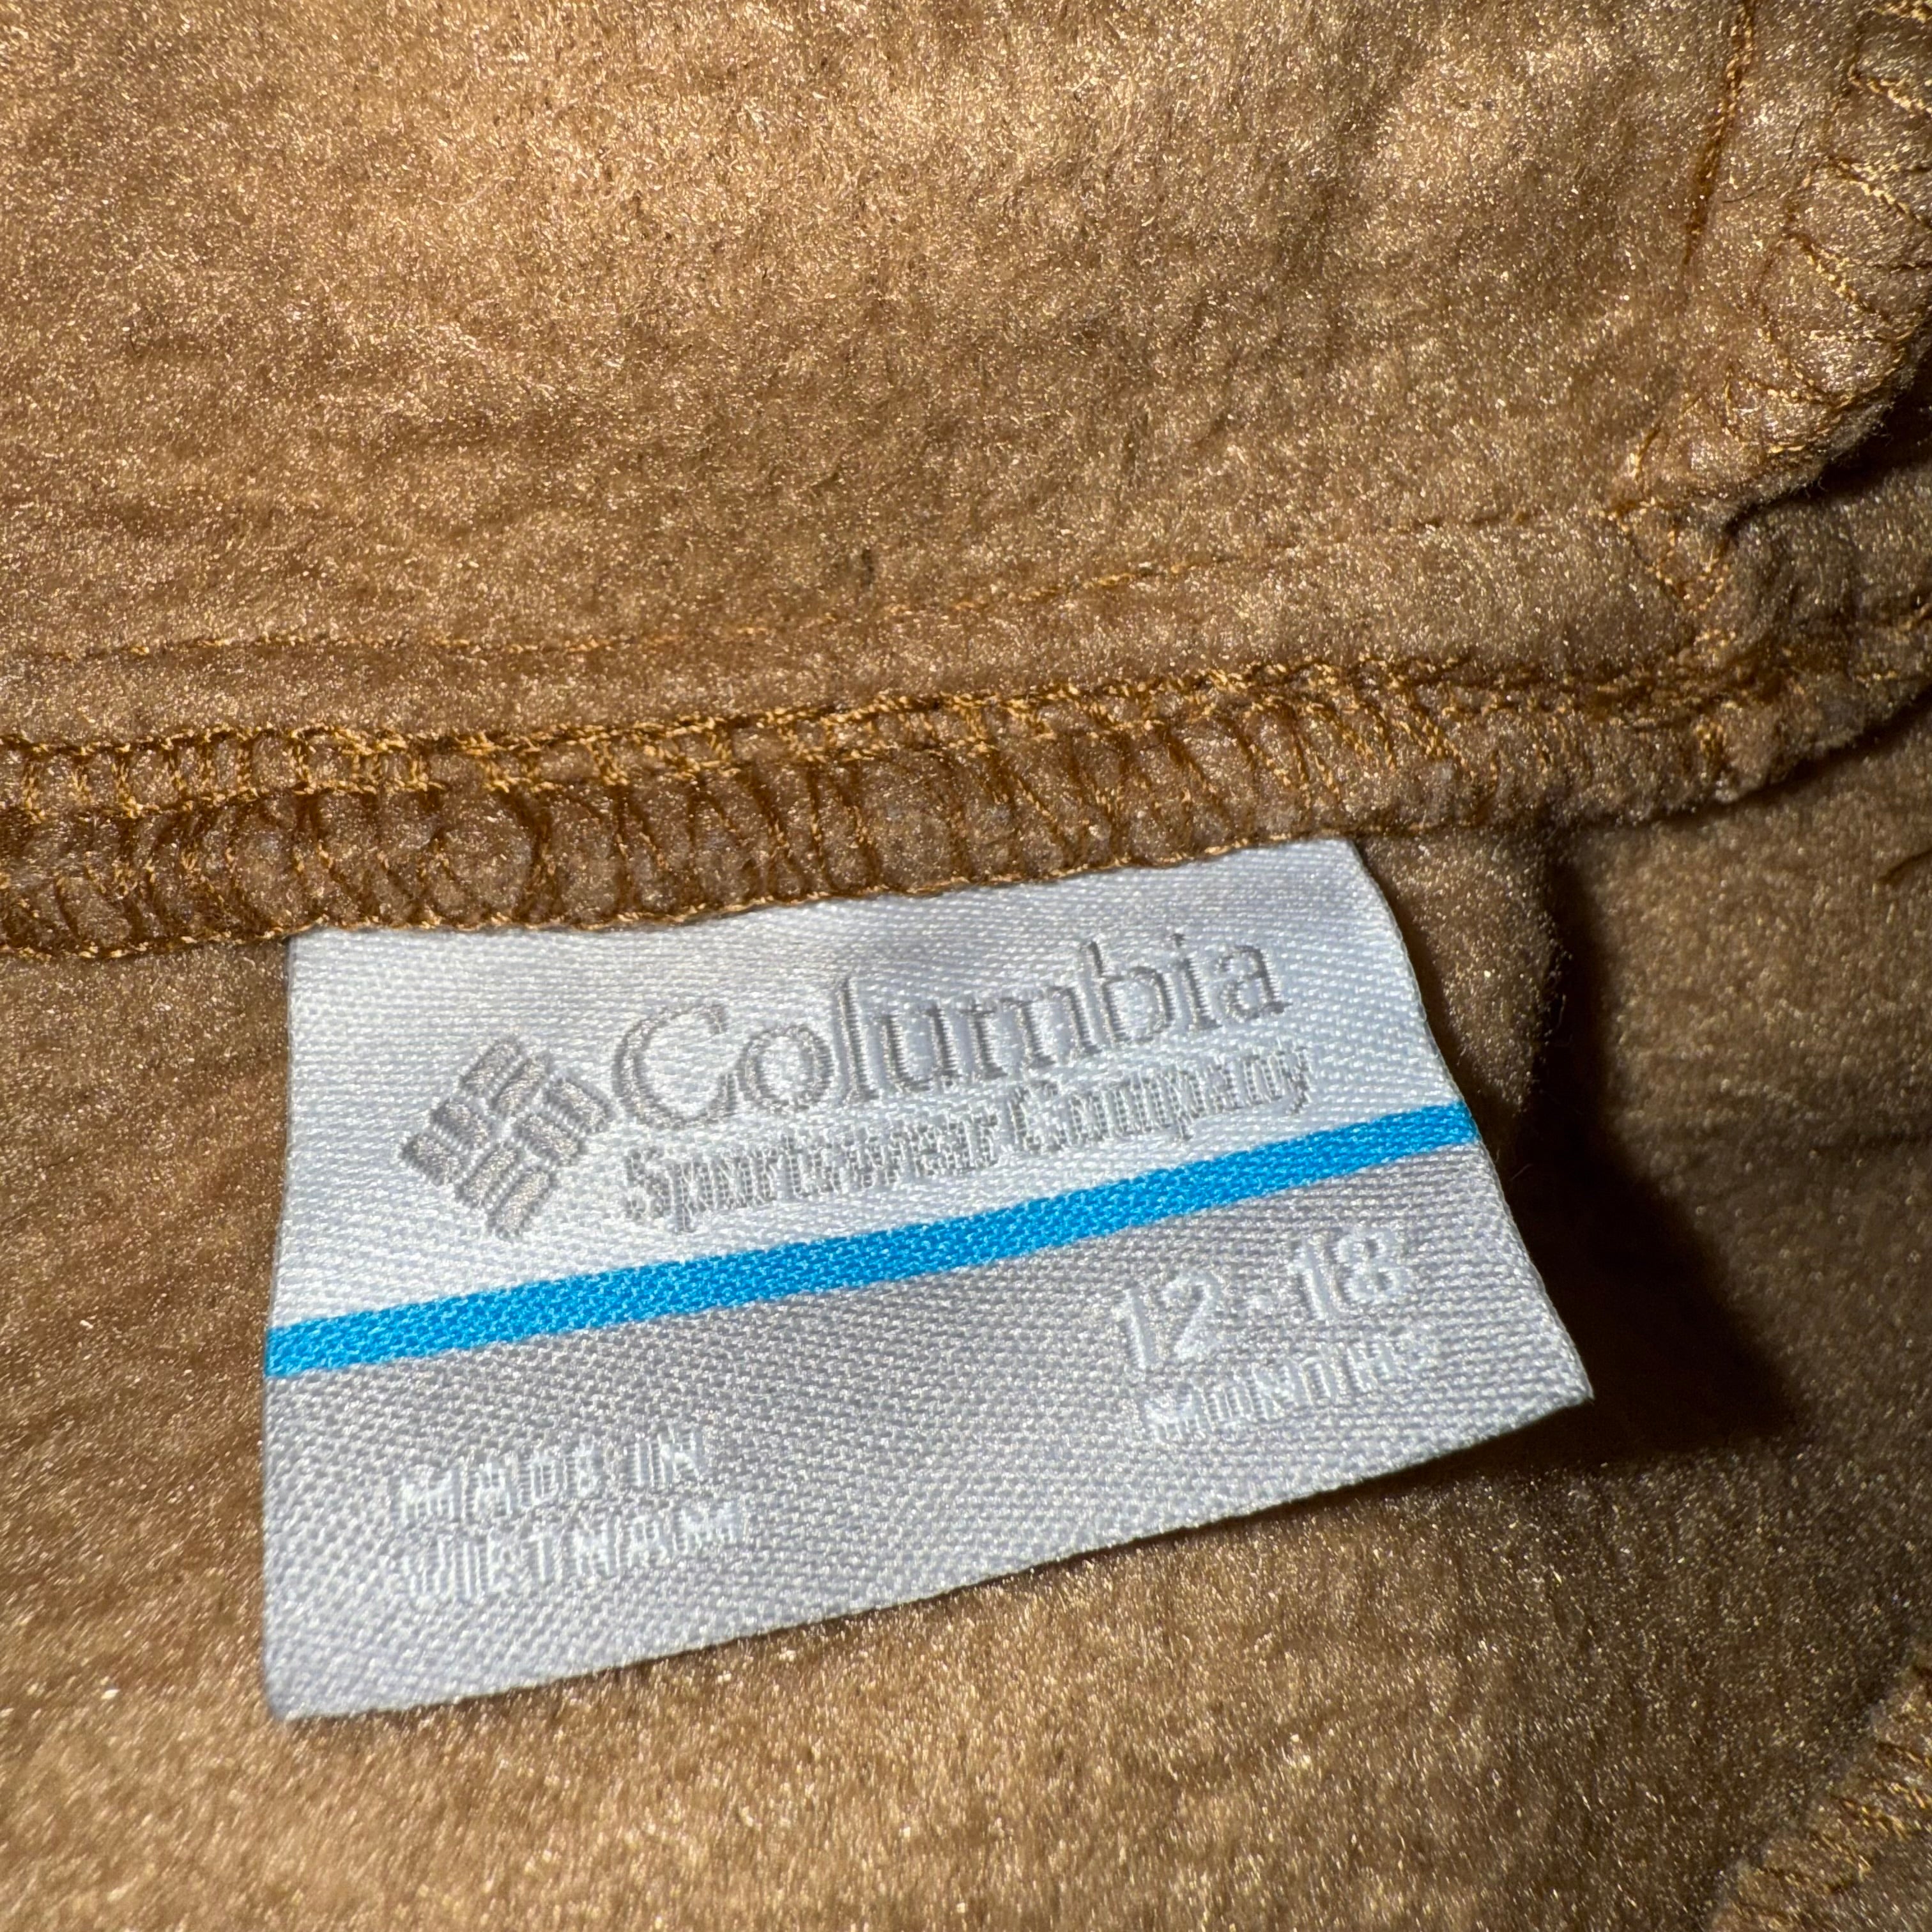 Columbia
Sportswear Company
12-18
MONTHS
MADE IN
VIETNAM